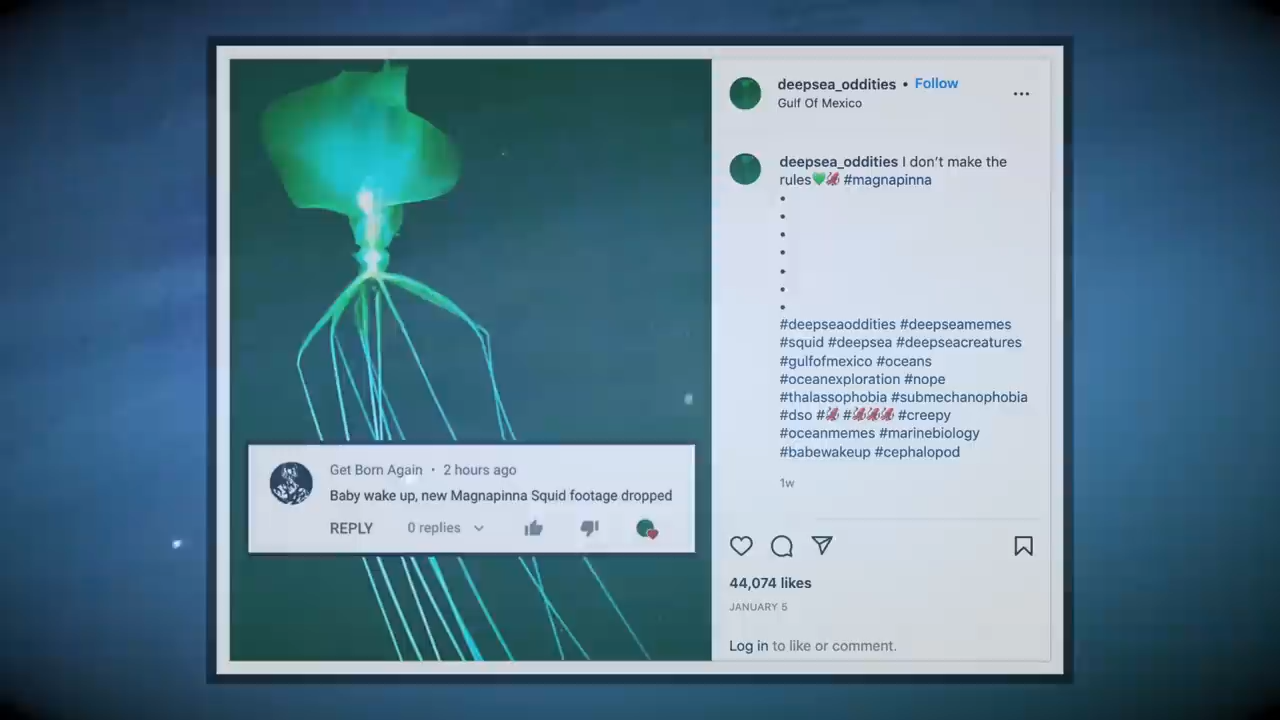 deepsea_oddities • Follow
Gulf Of Mexico
deepsea_oddities I don’t make the
rules💚🦑 #magnapinna
•
•
•
•
•
•
•
#deepseaoddities #deepseamemes
#squid #deepsea #deepseacreatures
#gulfofmexico #oceans
#oceanexploration #nope
#thalassophobia #submechanophobia
#dso #🦑 #🦑🦑🦑 #creepy
#oceanmemes #marinebiology
#babewakeup #cephalopod
1w
44,074 likes
JANUARY 5
Log in to like or comment.
Get Born Again • 2 hours ago
Baby wake up, new Magnapinna Squid footage dropped
REPLY 0 replies